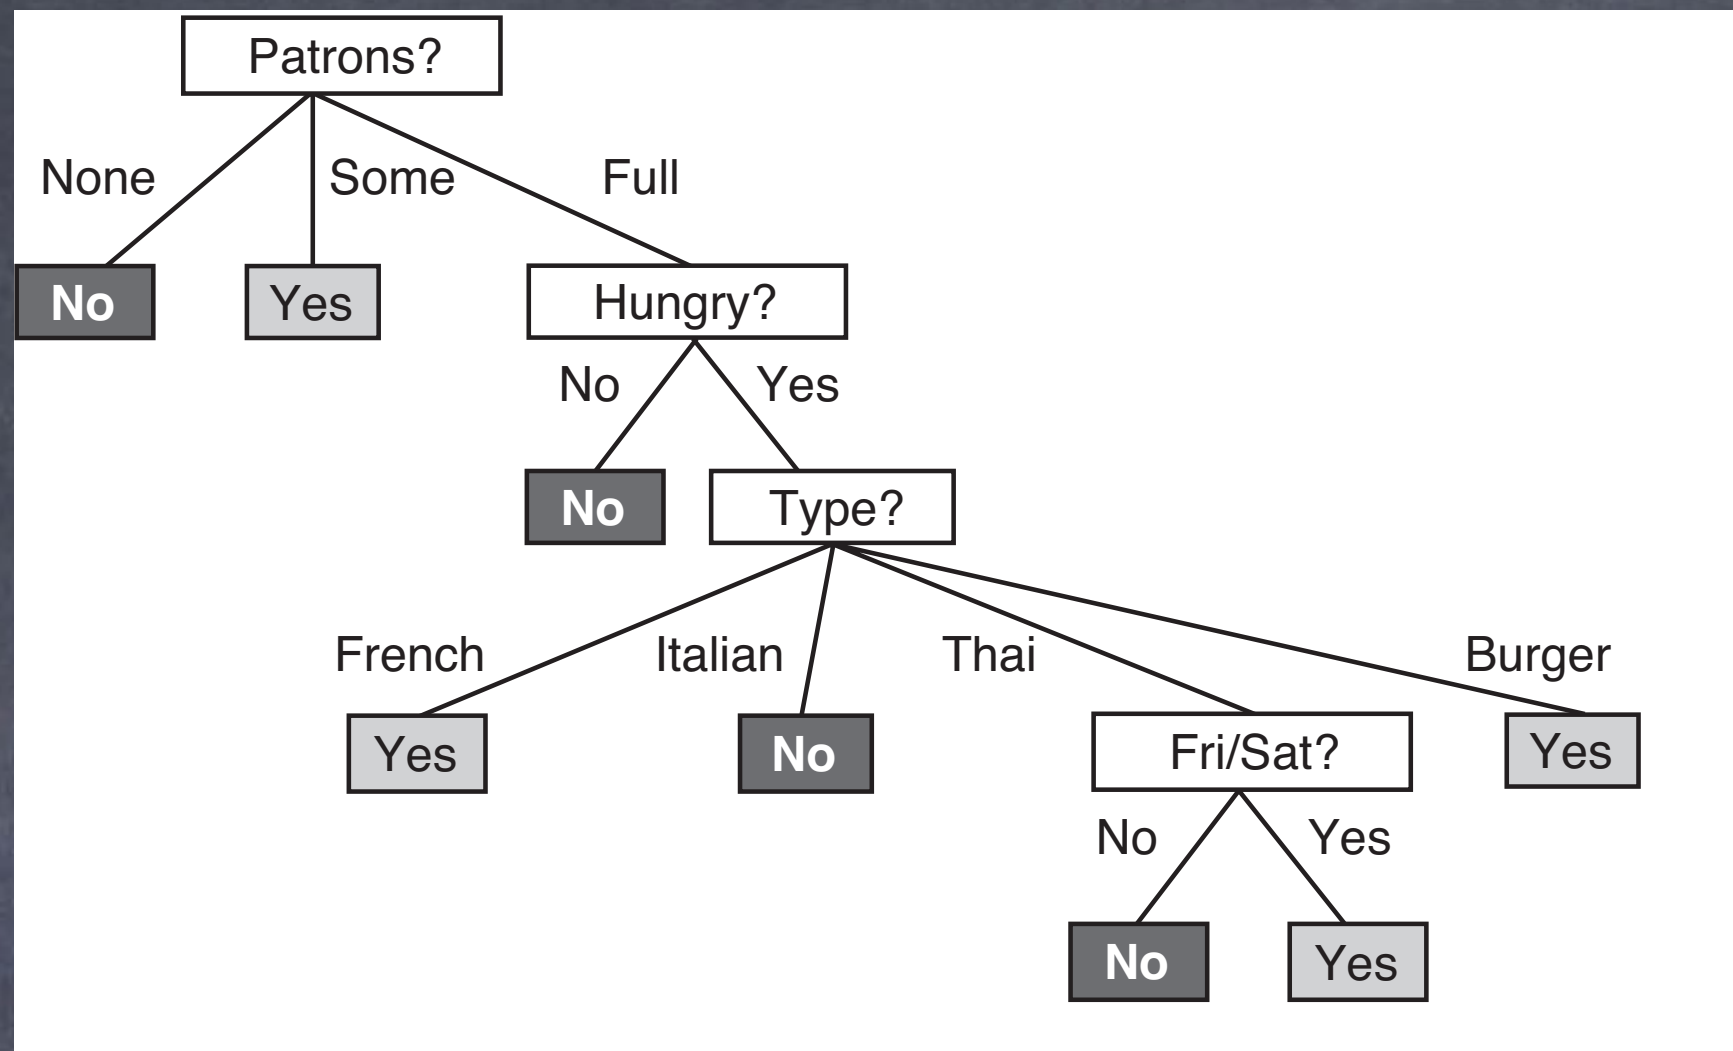 Patrons?
None Some Full
No Yes Hungry?
No Yes
No Type?
French Italian Thai Burger
Yes No Fri/Sat? Yes
No Yes
No Yes